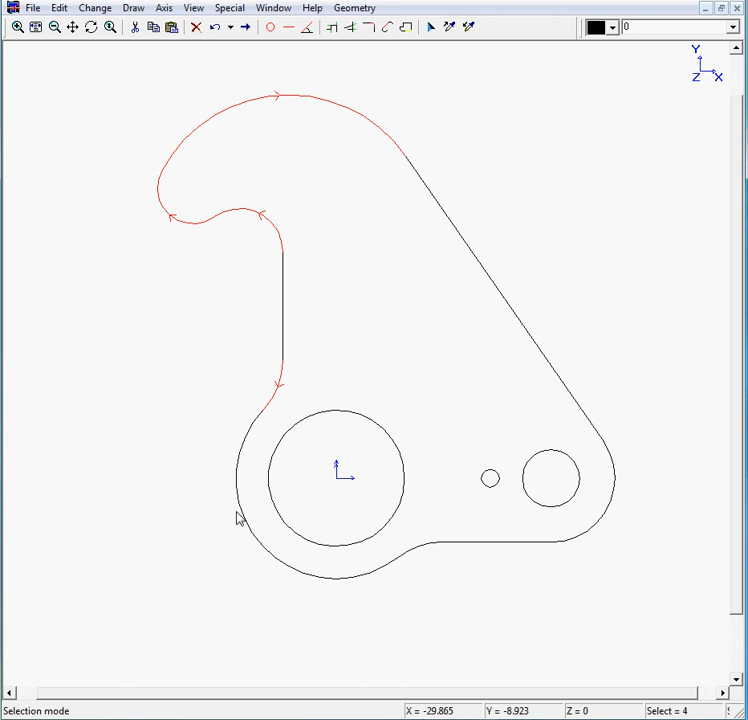 File Edit Change Draw Axis View Special Window Help Geometry
0
Y
Z X
Selection mode X = -29.865 Y = -8.923 Z = 0 Select = 4